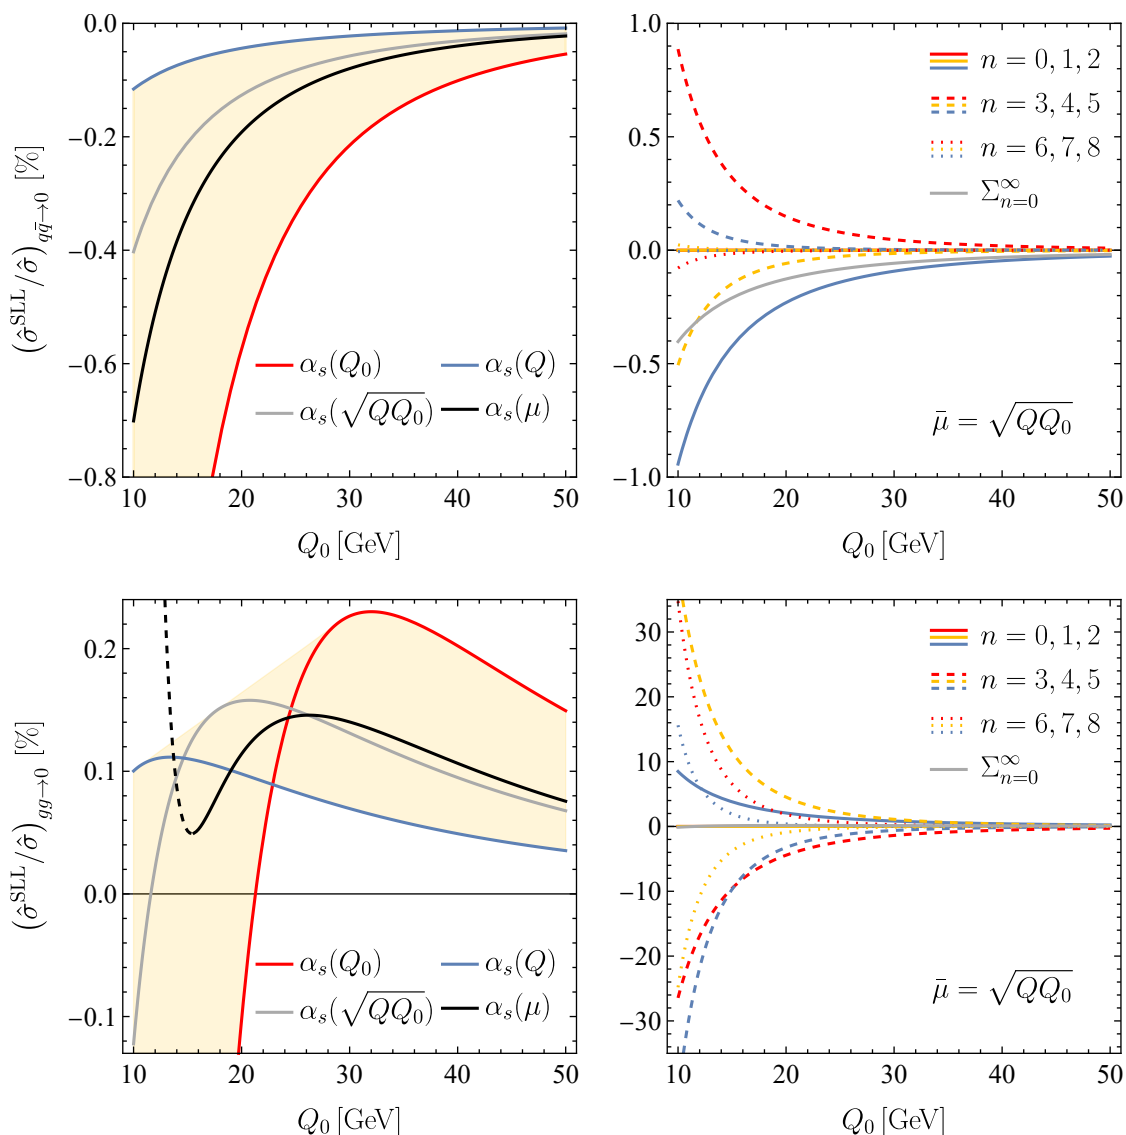 0.0
−0.2
−0.4
−0.6
−0.8
(σ̂^SLL/σ̂)_{qq̄→0} [%]
α_s(Q_0)
α_s(Q)
α_s(√QQ_0)
α_s(μ)
10 20 30 40 50
Q_0 [GeV]
1.0
0.5
0.0
−0.5
−1.0
n = 0, 1, 2
n = 3, 4, 5
n = 6, 7, 8
Σ_{n=0}^∞
μ̄ = √QQ_0
10 20 30 40 50
Q_0 [GeV]
0.2
0.1
0.0
−0.1
(σ̂^SLL/σ̂)_{gg→0} [%]
α_s(Q_0)
α_s(Q)
α_s(√QQ_0)
α_s(μ)
10 20 30 40 50
Q_0 [GeV]
30
20
10
0
−10
−20
−30
n = 0, 1, 2
n = 3, 4, 5
n = 6, 7, 8
Σ_{n=0}^∞
μ̄ = √QQ_0
10 20 30 40 50
Q_0 [GeV]